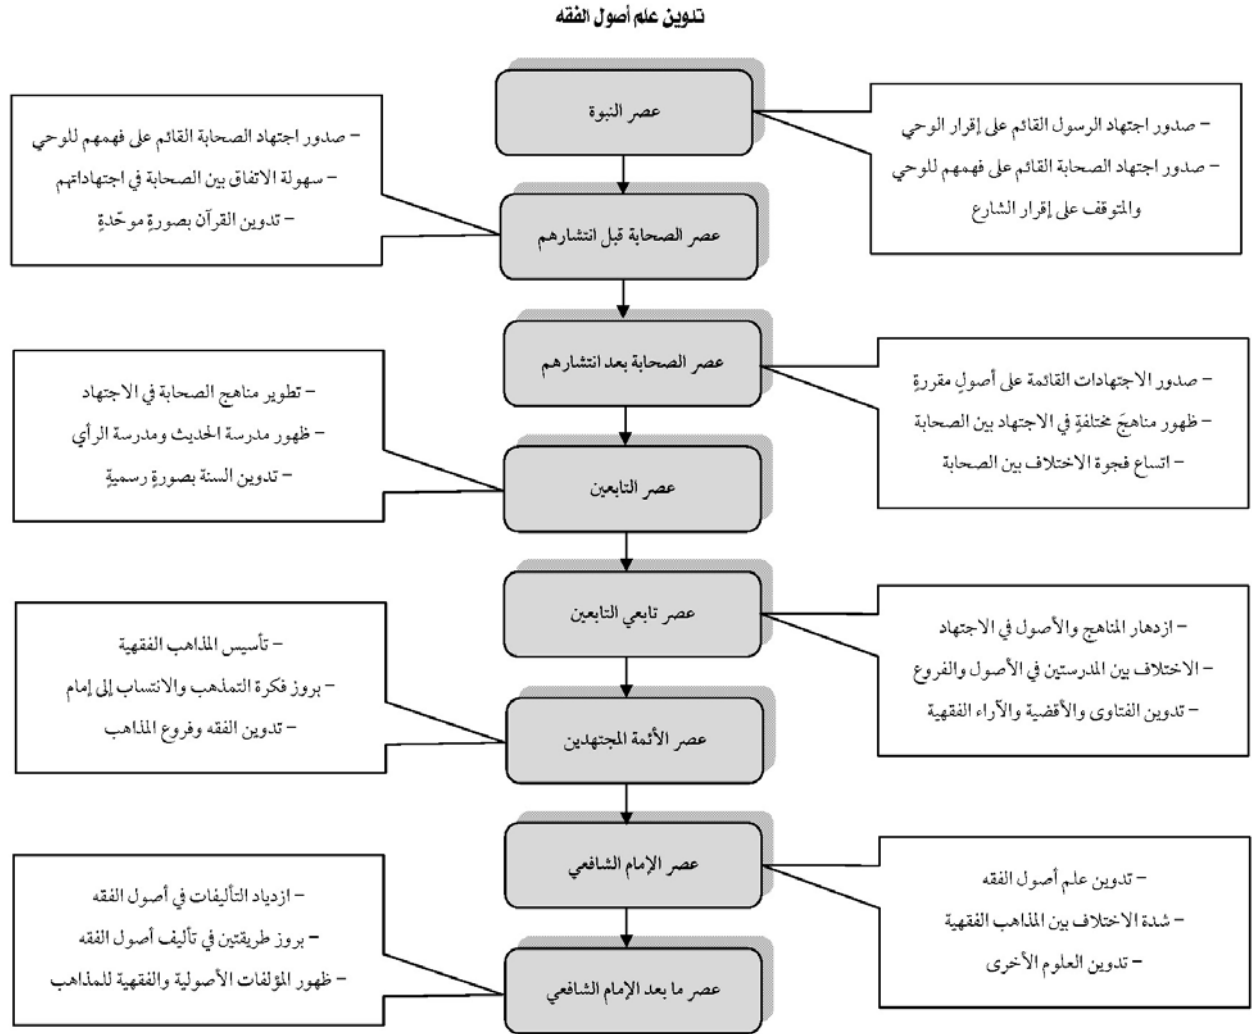 تدوين علم أصول الفقه
عصر النبوة
– صدور اجتهاد الرسول القائم على إقرار الوحي
– صدور اجتهاد الصحابة القائم على فهمهم للوحي
والمتوقف على إقرار الشارع
عصر الصحابة قبل انتشارهم
– صدور اجتهاد الصحابة القائم على فهمهم للوحي
– سهولة الاتفاق بين الصحابة في اجتهاداتهم
– تدوين القرآن بصورةٍ موحّدةٍ
عصر الصحابة بعد انتشارهم
– صدور الاجتهادات القائمة على أصولٍ مقررةٍ
– ظهور مناهجَ مختلفةٍ في الاجتهاد بين الصحابة
– اتساع فجوة الاختلاف بين الصحابة
عصر التابعين
– تطوير مناهج الصحابة في الاجتهاد
– ظهور مدرسة الحديث ومدرسة الرأي
– تدوين السنة بصورةٍ رسميةٍ
عصر تابعي التابعين
– ازدهار المناهج والأصول في الاجتهاد
– الاختلاف بين المدرستين في الأصول والفروع
– تدوين الفتاوى والأقضية والآراء الفقهية
عصر الأئمة المجتهدين
– تأسيس المذاهب الفقهية
– بروز فكرة التمذهب والانتساب إلى إمام
– تدوين الفقه وفروع المذاهب
عصر الإمام الشافعي
– تدوين علم أصول الفقه
– شدة الاختلاف بين المذاهب الفقهية
– تدوين العلوم الأخرى
عصر ما بعد الإمام الشافعي
– ازدياد التأليفات في أصول الفقه
– بروز طريقتين في تأليف أصول الفقه
– ظهور المؤلفات الأصولية والفقهية للمذاهب